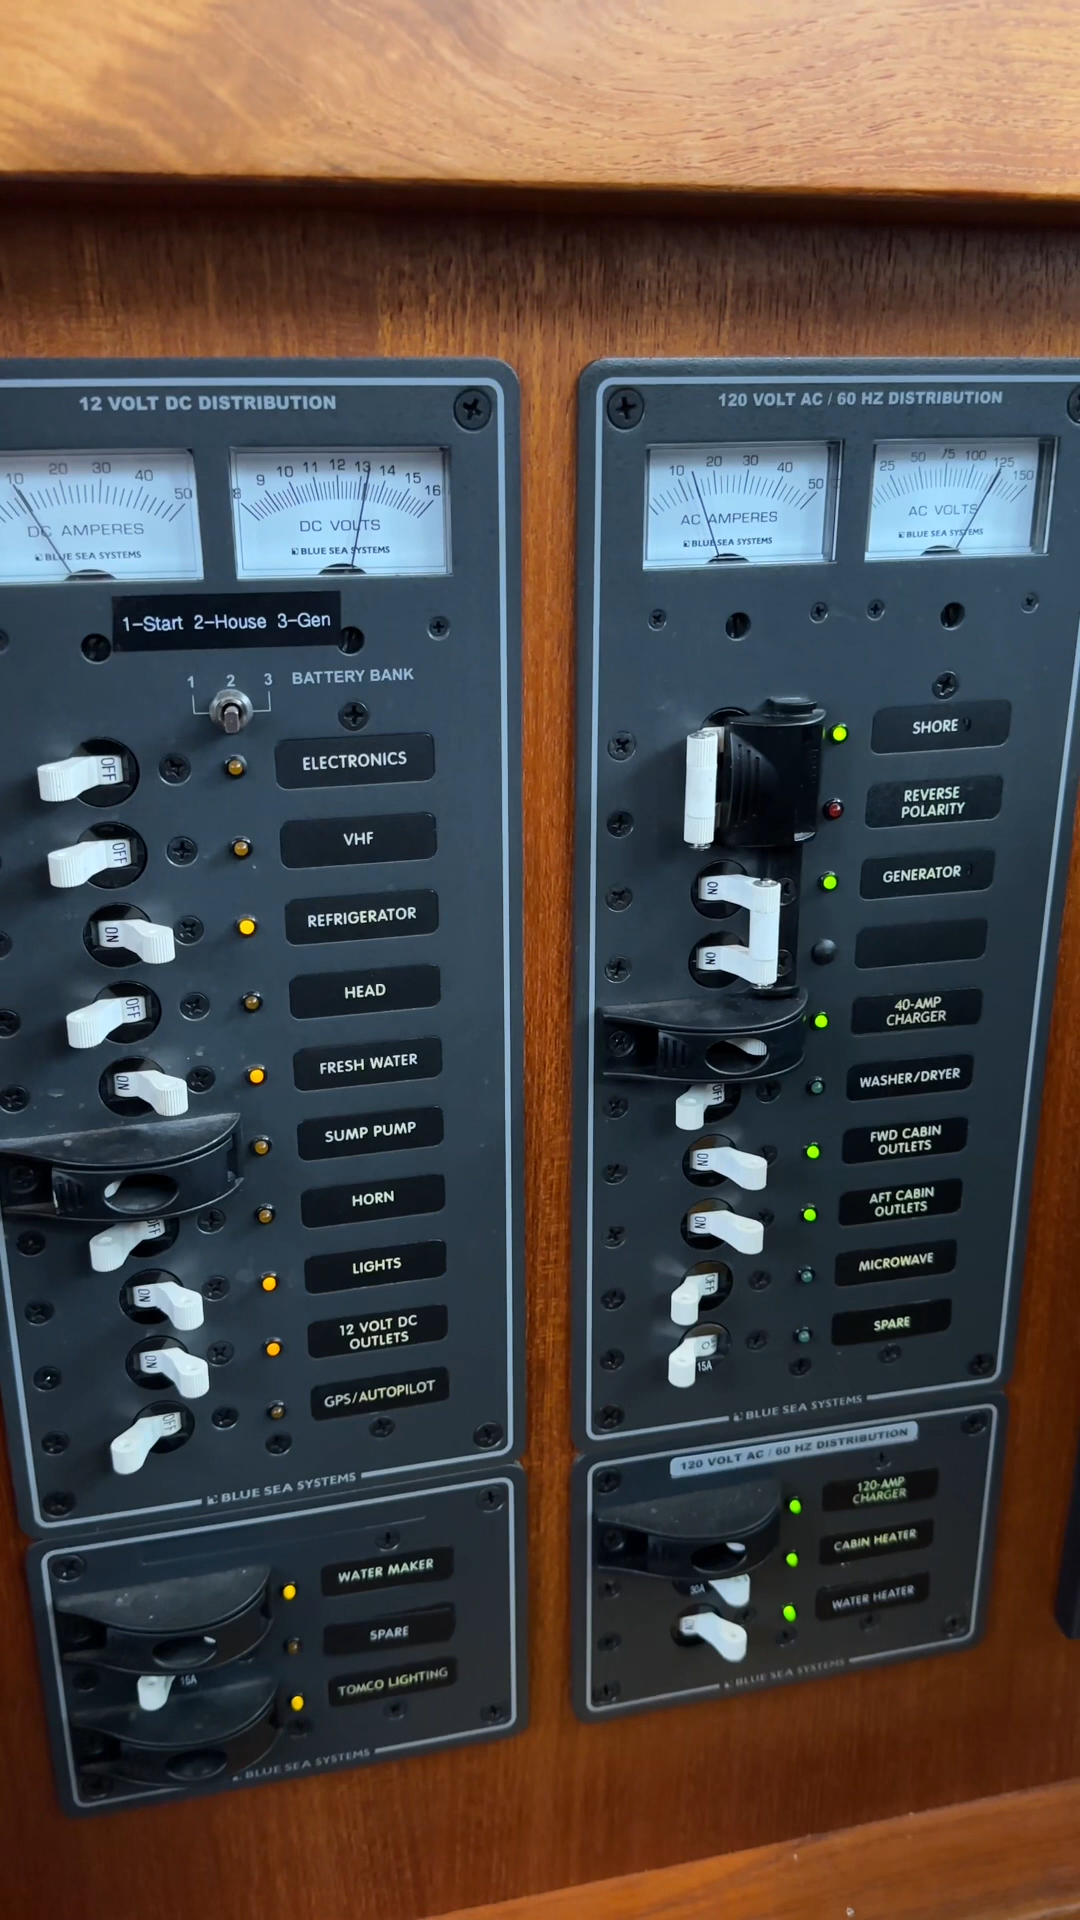 12 VOLT DC DISTRIBUTION
10 20 30 40 50
DC AMPERES
BLUE SEA SYSTEMS
8 9 10 11 12 13 14 15 16
DC VOLTS
BLUE SEA SYSTEMS
1-Start 2-House 3-Gen
1 2 3 BATTERY BANK
OFF ELECTRONICS
OFF VHF
ON REFRIGERATOR
OFF HEAD
ON FRESH WATER
SUMP PUMP
OFF HORN
ON LIGHTS
ON 12 VOLT DC
OUTLETS
OFF GPS/AUTOPILOT
BLUE SEA SYSTEMS
WATER MAKER
15A SPARE
TOMCO LIGHTING
BLUE SEA SYSTEMS
120 VOLT AC / 60 HZ DISTRIBUTION
10 20 30 40 50
AC AMPERES
BLUE SEA SYSTEMS
25 50 75 100 125 150
AC VOLTS
BLUE SEA SYSTEMS
SHORE
REVERSE
POLARITY
ON GENERATOR
ON
40-AMP
CHARGER
OFF WASHER/DRYER
ON FWD CABIN
OUTLETS
ON AFT CABIN
OUTLETS
OFF MICROWAVE
SPARE
15A
BLUE SEA SYSTEMS
120 VOLT AC / 60 HZ DISTRIBUTION
120-AMP
CHARGER
30A CABIN HEATER
ON WATER HEATER
BLUE SEA SYSTEMS